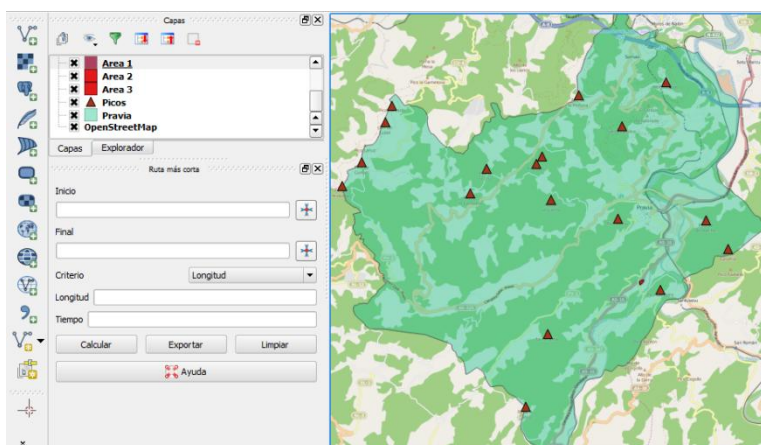 Capas
Area 1
Area 2
Area 3
Picos
Pravia
OpenStreetMap
Capas
Explorador
Ruta más corta
Inicio
Final
Criterio
Longitud
Longitud
Tiempo
Calcular
Exportar
Limpiar
Ayuda
Pravia